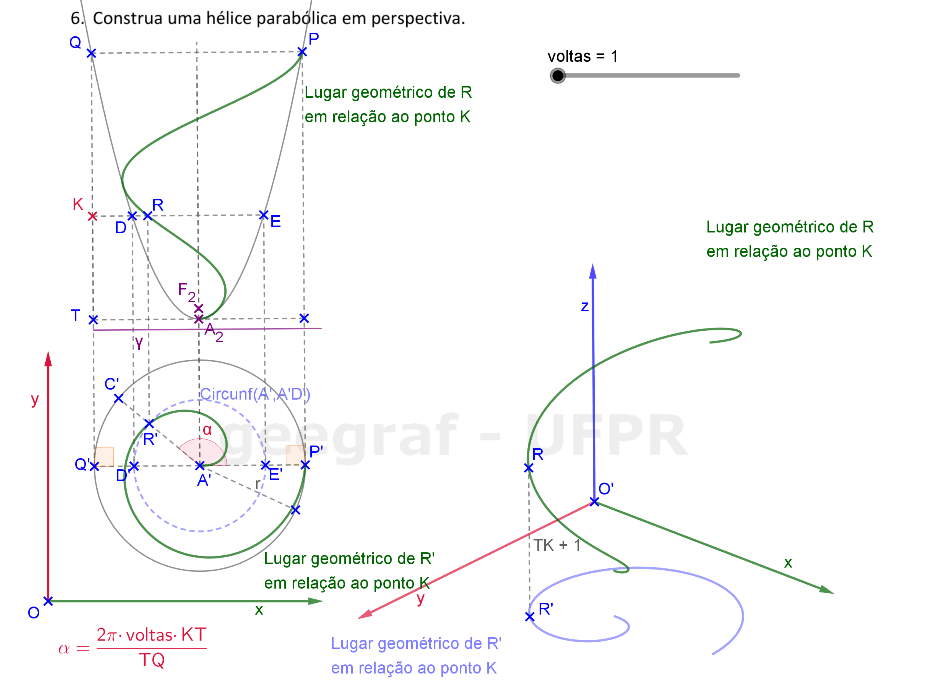 6. Construa uma hélice parabólica em perspectiva.
Q
P
voltas = 1
Lugar geométrico de R
em relação ao ponto K
K
R
D
E
Lugar geométrico de R
em relação ao ponto K
F₂
z
T
A₂
γ
C'
Circunf(A',A'D')
y
α
geegraf - UFPR
R'
Q'
D'
A'
E'
P'
r
R
O'
TK + 1
Lugar geométrico de R'
em relação ao ponto K
x
y
O
x
R'
α = 2π·voltas·KT
TQ
Lugar geométrico de R'
em relação ao ponto K